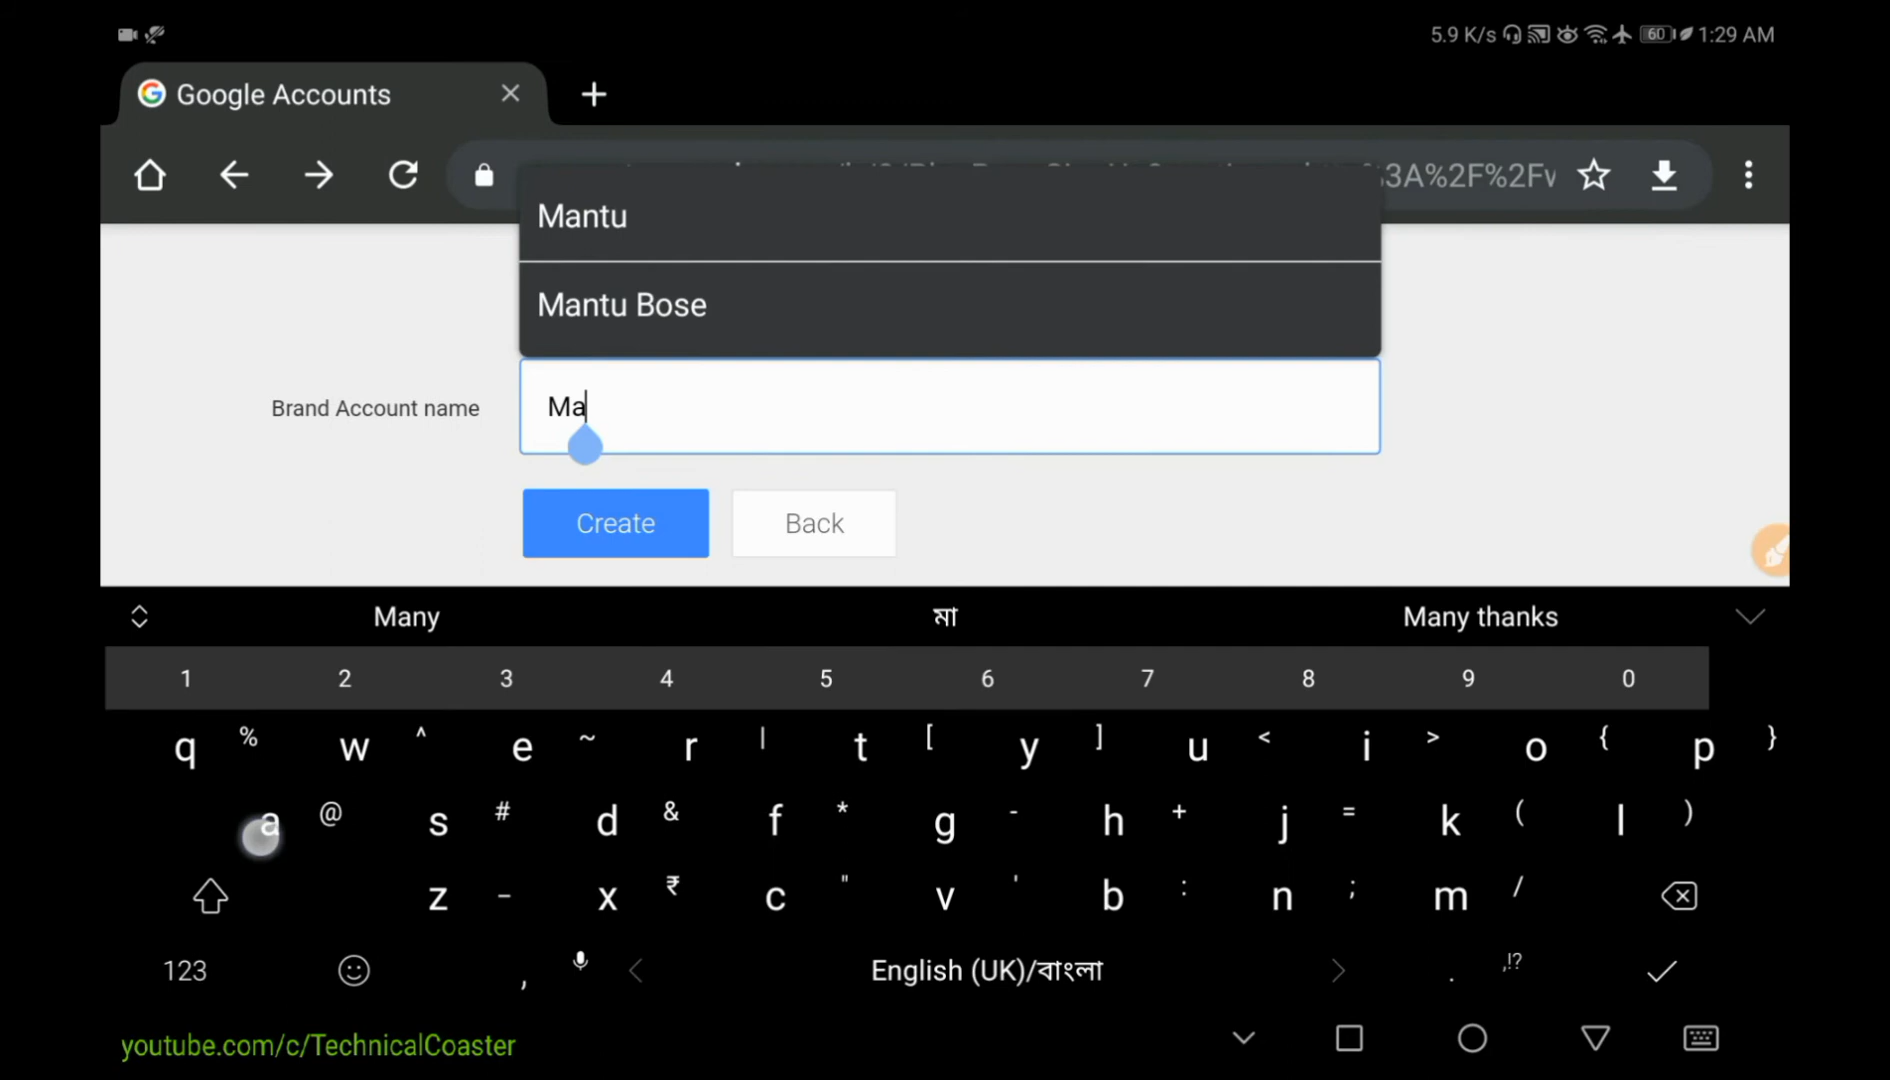 5.9 K/s 60 1:29 AM
Google Accounts
3A%2F%2Fv
Mantu
Mantu Bose
Brand Account name
Ma
Create Back
Many মা Many thanks
1 2 3 4 5 6 7 8 9 0
q % w ^ e ~ r | t [ y ] u < i > o { p }
a @ s # d & f * g - h + j = k ( l )
z _ x ₹ c " v ' b : n ; m /
123 , < English (UK)/বাংলা > . ,!?
youtube.com/c/TechnicalCoaster